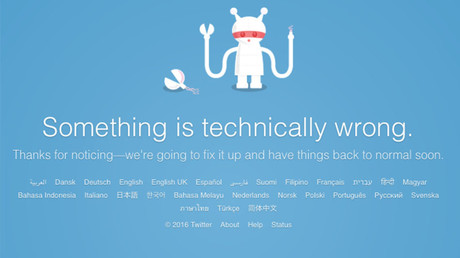 Something is technically wrong.
Thanks for noticing—we're going to fix it up and have things back to normal soon.
العربية Dansk Deutsch English English UK Español فارسی Suomi Filipino Français עברית हिन्दी Magyar
Bahasa Indonesia Italiano 日本語 한국어 Bahasa Melayu Nederlands Norsk Polski Português Русский Svenska
ภาษาไทย Türkçe 简体中文
© 2016 Twitter About Help Status